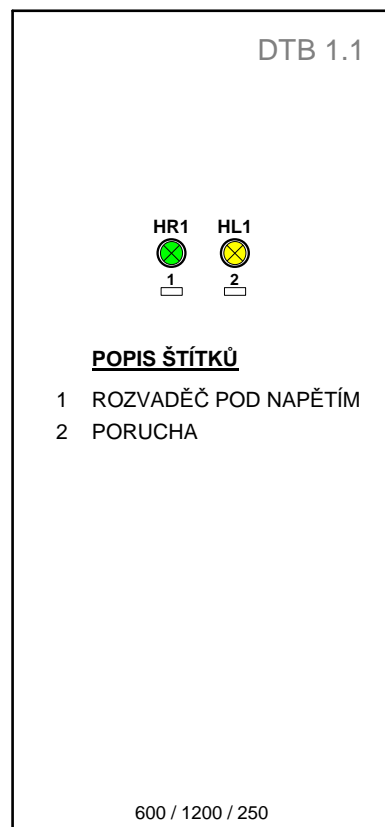 DTB 1.1
HR1 HL1
1 2
POPIS ŠTÍTKŮ
1 ROZVADĚČ POD NAPĚTÍM
2 PORUCHA
600 / 1200 / 250